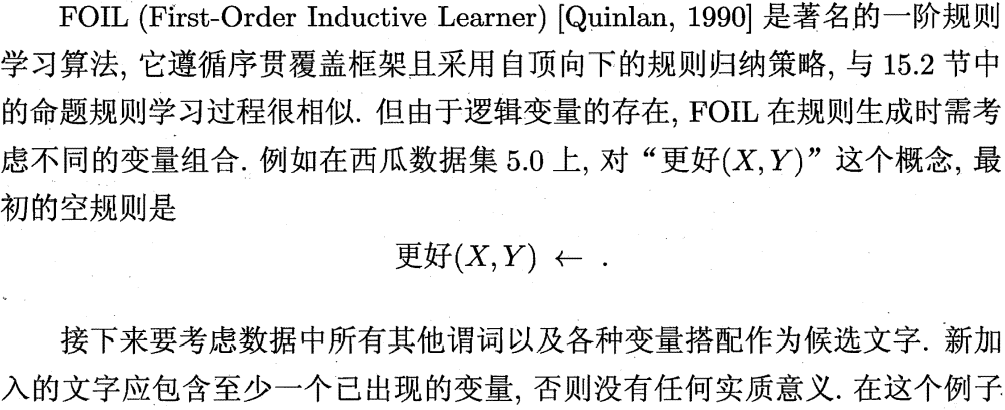 FOIL (First-Order Inductive Learner) [Quinlan, 1990] 是著名的一阶规则
学习算法, 它遵循序贯覆盖框架且采用自顶向下的规则归纳策略, 与 15.2 节中
的命题规则学习过程很相似. 但由于逻辑变量的存在, FOIL 在规则生成时需考
虑不同的变量组合. 例如在西瓜数据集 5.0 上, 对 “更好(X, Y)” 这个概念, 最
初的空规则是
更好(X, Y) ← .
接下来要考虑数据中所有其他谓词以及各种变量搭配作为候选文字. 新加
入的文字应包含至少一个已出现的变量, 否则没有任何实质意义. 在这个例子